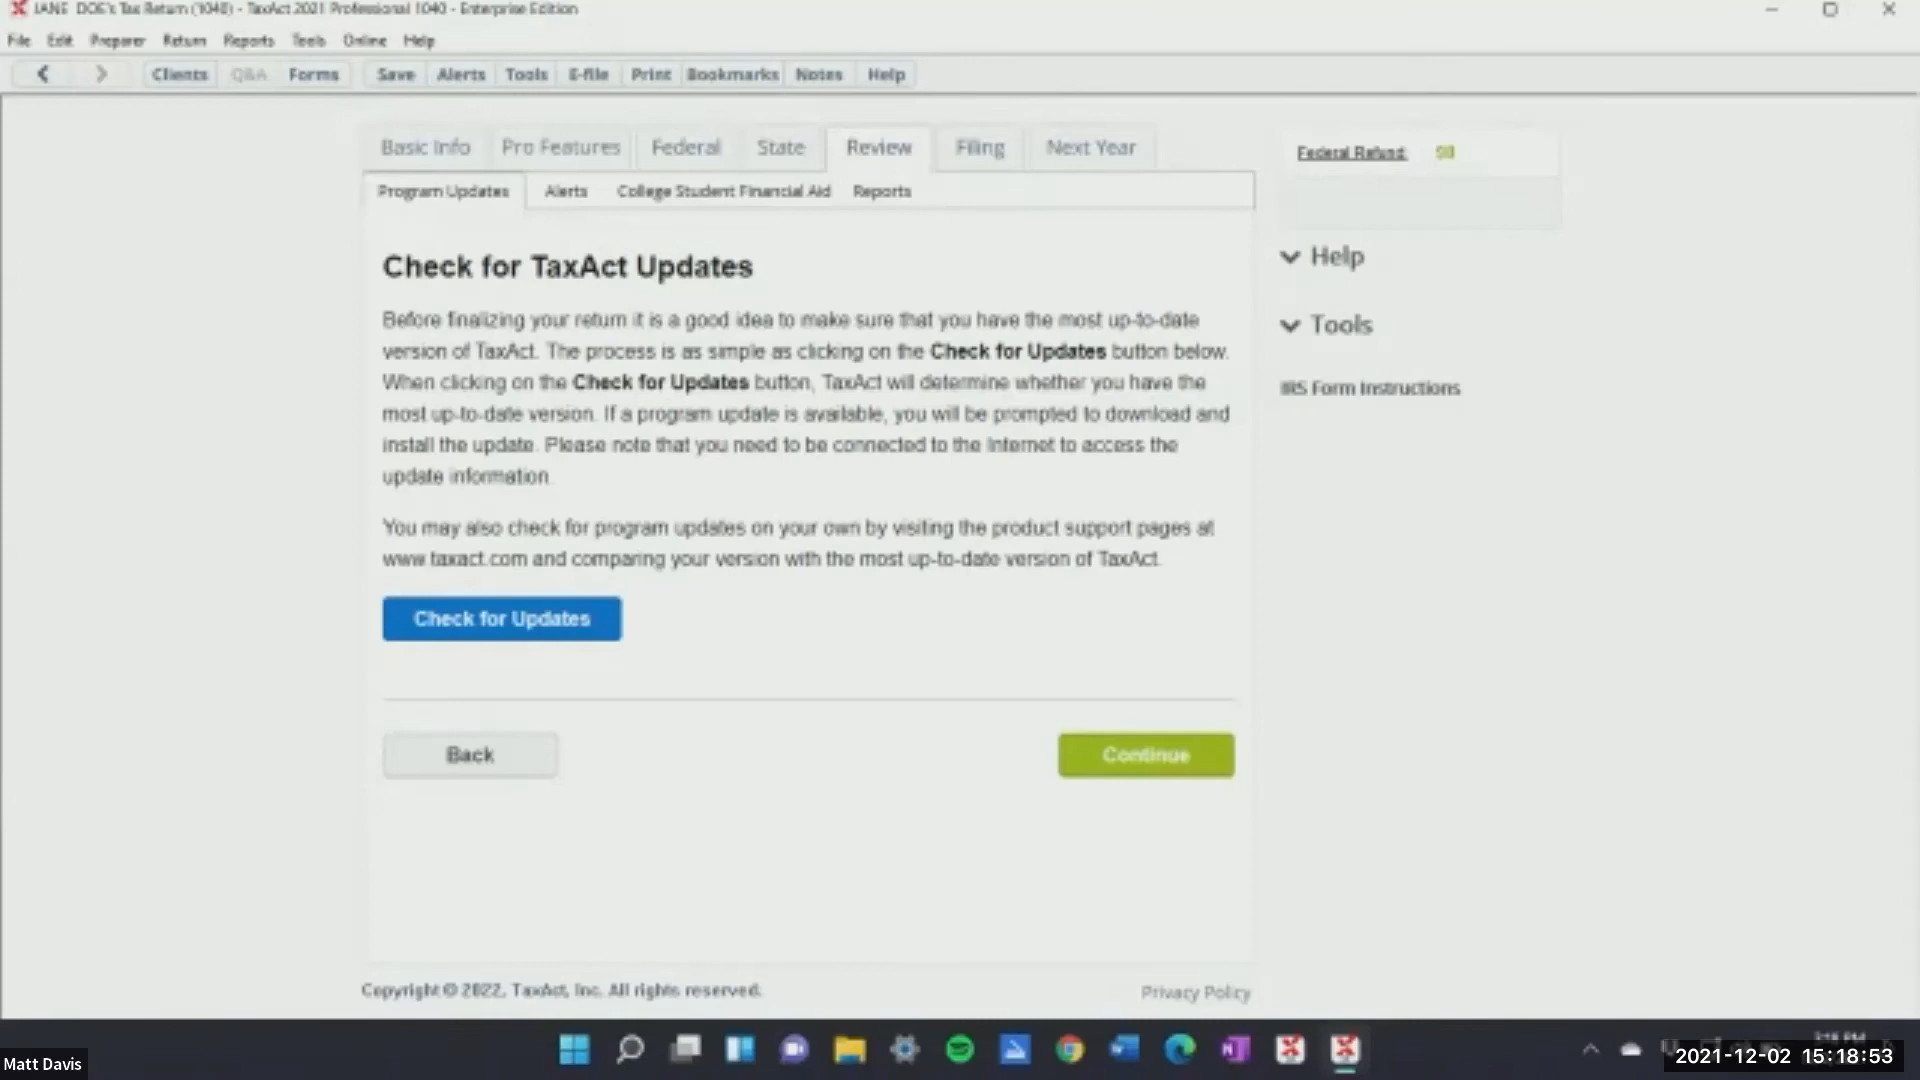 JANE DOE's Tax Return (1040) - TaxAct 2021 Professional 1040 - Enterprise Edition
File Edit Preparer Return Reports Tools Online Help
Clients Q&A Forms Save Alerts Tools E-file Print Bookmarks Notes Help
Basic Info Pro Features Federal State Review Filing Next Year
Federal Refund: $0
Program Updates Alerts College Student Financial Aid Reports
Help
Check for TaxAct Updates
Before finalizing your return it is a good idea to make sure that you have the most up-to-date
Tools
version of TaxAct. The process is as simple as clicking on the Check for Updates button below.
When clicking on the Check for Updates button, TaxAct will determine whether you have the
IRS Form Instructions
most up-to-date version. If a program update is available, you will be prompted to download and
install the update. Please note that you need to be connected to the Internet to access the
update information.
You may also check for program updates on your own by visiting the product support pages at
www.taxact.com and comparing your version with the most up-to-date version of TaxAct.
Check for Updates
Back
Continue
Copyright © 2022, TaxAct, Inc. All rights reserved.
Privacy Policy
Matt Davis
2021-12-02 15:18:53